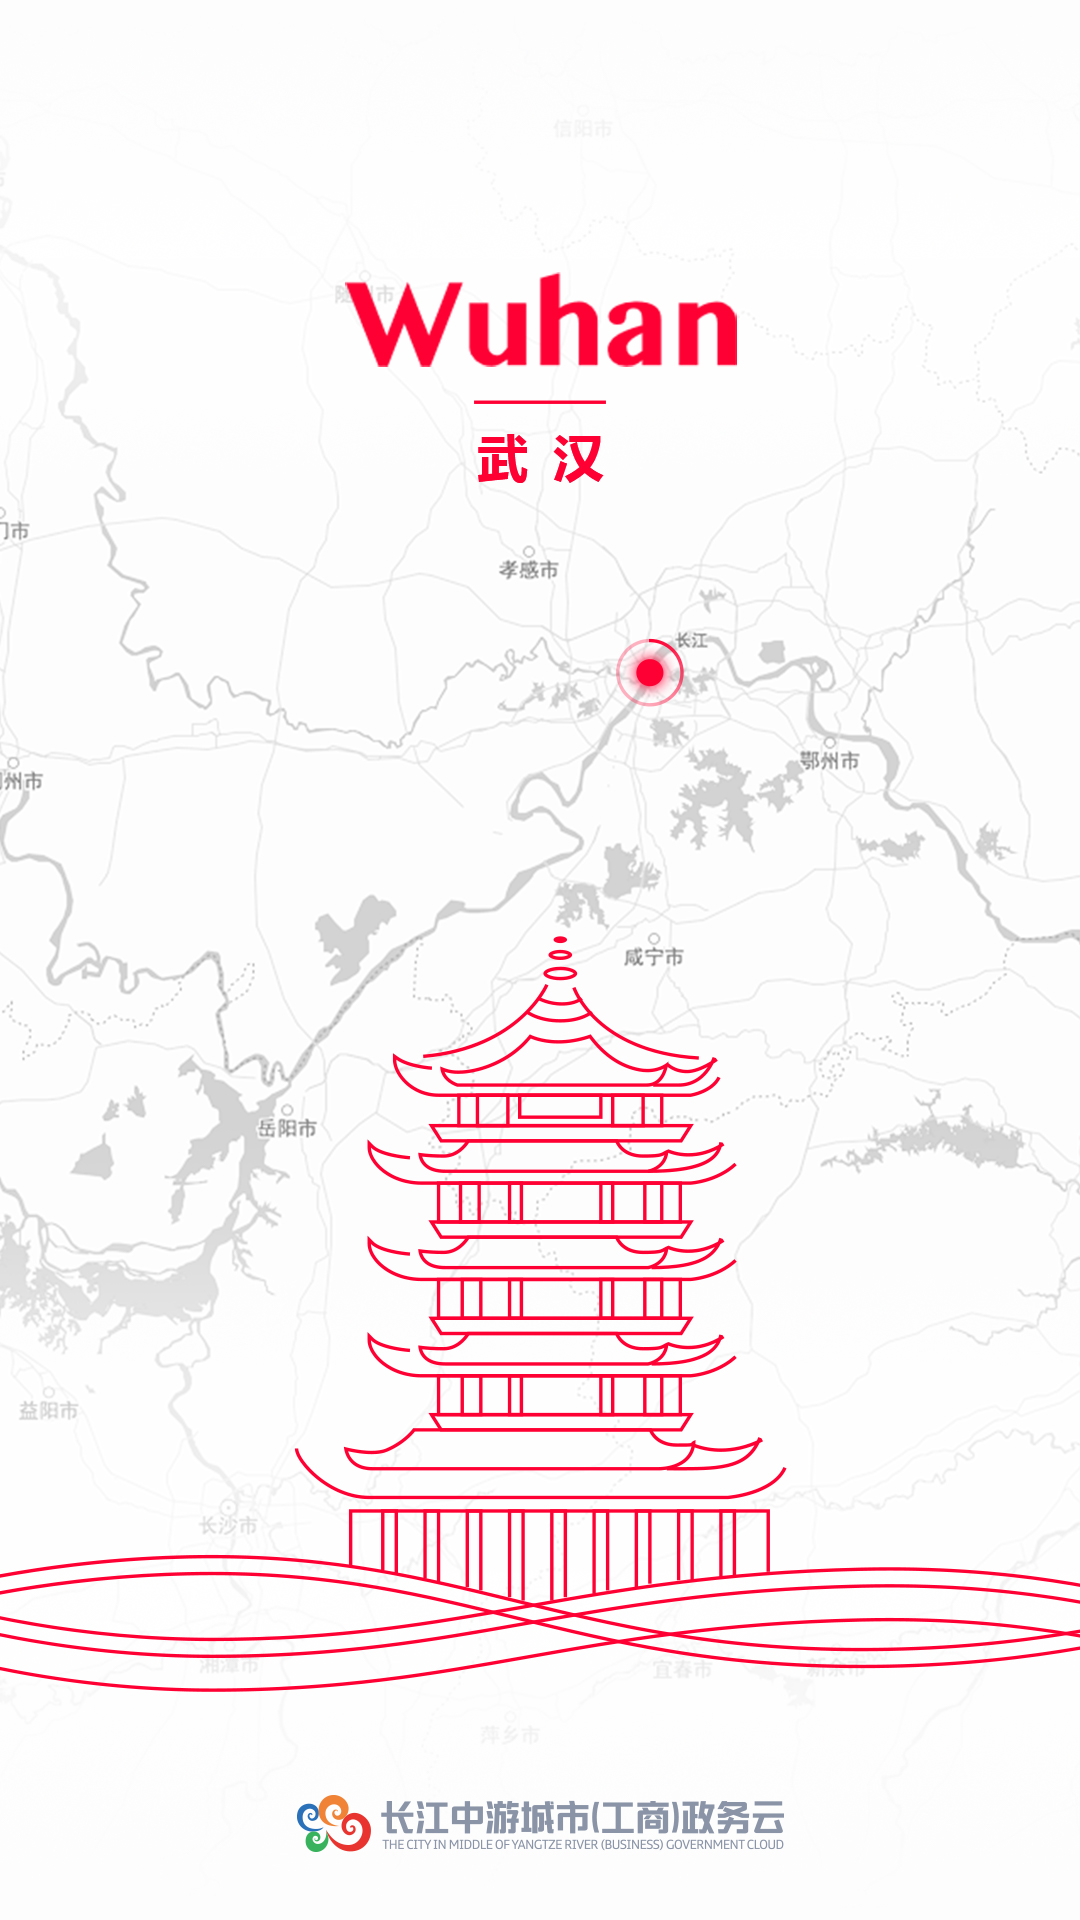 信阳市
Wuhan
武汉
门市
孝感市
长江
鄂州市
州市
咸宁市
岳阳市
益阳市
长沙市
湘潭市
宜春市
新余市
萍乡市
长江中游城市(工商)政务云
THE CITY IN MIDDLE OF YANGTZE RIVER (BUSINESS) GOVERNMENT CLOUD